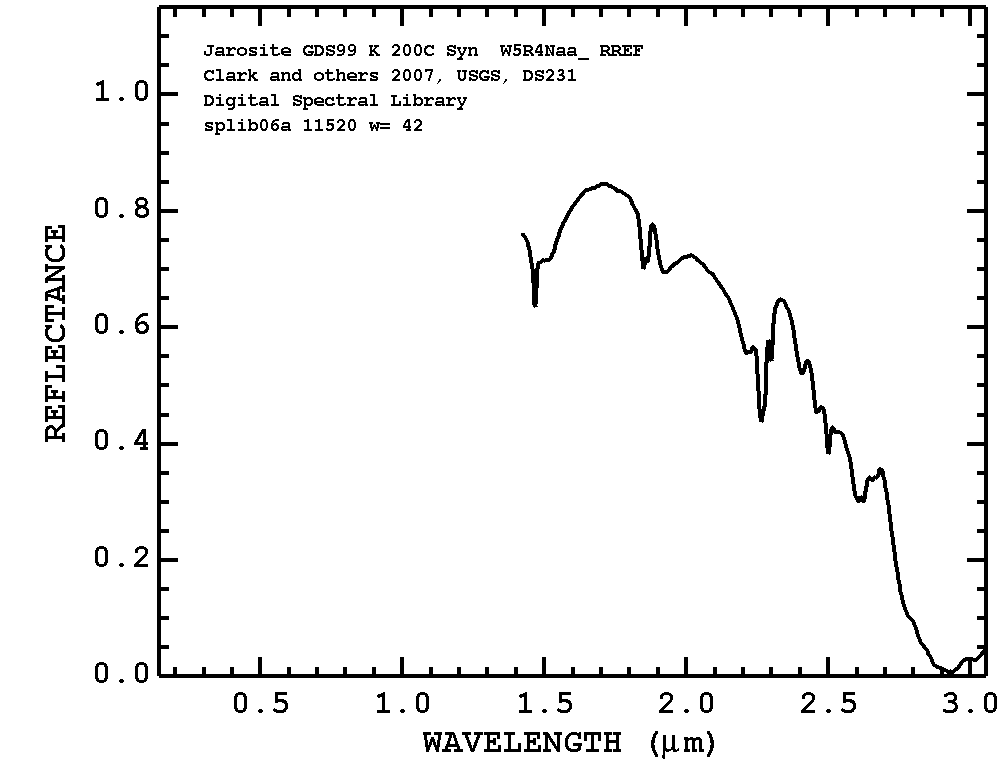 Jarosite GDS99 K 200C Syn  W5R4Naa_ RREF
Clark and others 2007, USGS, DS231
Digital Spectral Library
splib06a 11520 w= 42
1.0
0.8
0.6
0.4
0.2
0.0
REFLECTANCE
0.5 1.0 1.5 2.0 2.5 3.0
WAVELENGTH (μm)